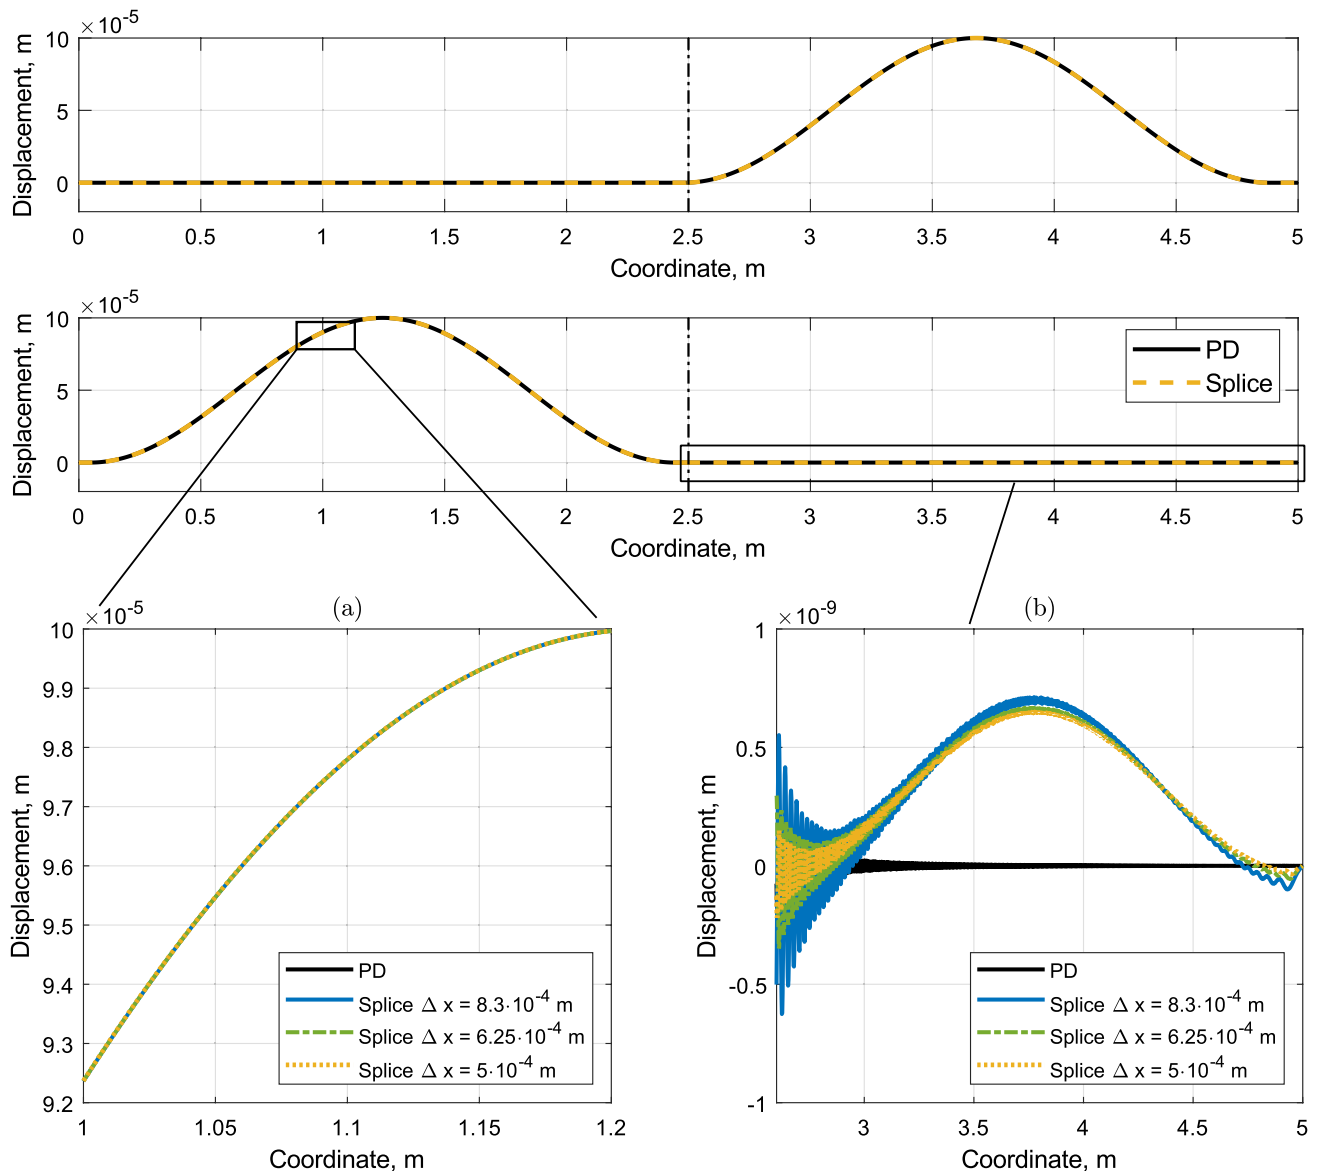 ×10-5
Displacement, m
10
5
0
0 0.5 1 1.5 2 2.5 3 3.5 4 4.5 5
Coordinate, m
×10-5
Displacement, m
10
5
0
PD
Splice
0 0.5 1 1.5 2 2.5 3 3.5 4 4.5 5
Coordinate, m
(a)
×10-5
Displacement, m
10
9.9
9.8
9.7
9.6
9.5
9.4
9.3
9.2
PD
Splice Δ x = 8.3·10-4 m
Splice Δ x = 6.25·10-4 m
Splice Δ x = 5·10-4 m
1 1.05 1.1 1.15 1.2
Coordinate, m
(b)
×10-9
Displacement, m
1
0.5
0
-0.5
-1
PD
Splice Δ x = 8.3·10-4 m
Splice Δ x = 6.25·10-4 m
Splice Δ x = 5·10-4 m
3 3.5 4 4.5 5
Coordinate, m